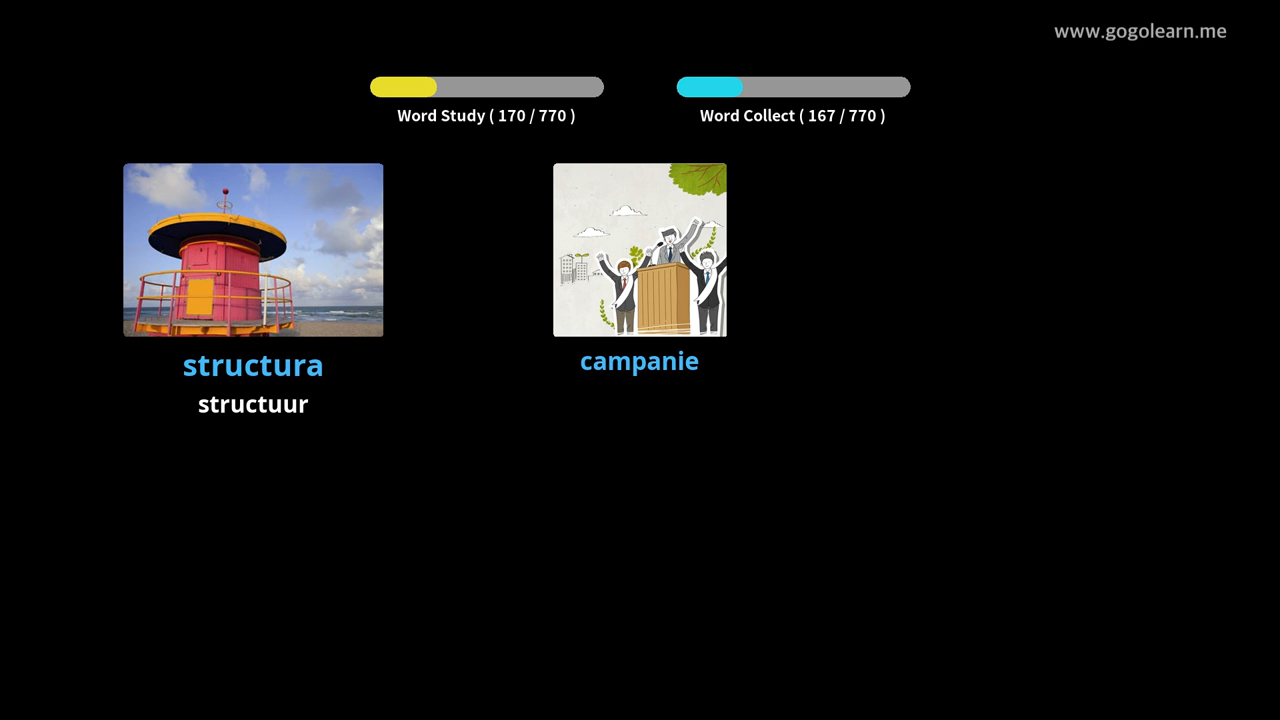 www.gogolearn.me
Word Study ( 170 / 770 )
Word Collect ( 167 / 770 )
structura
structuur
campanie